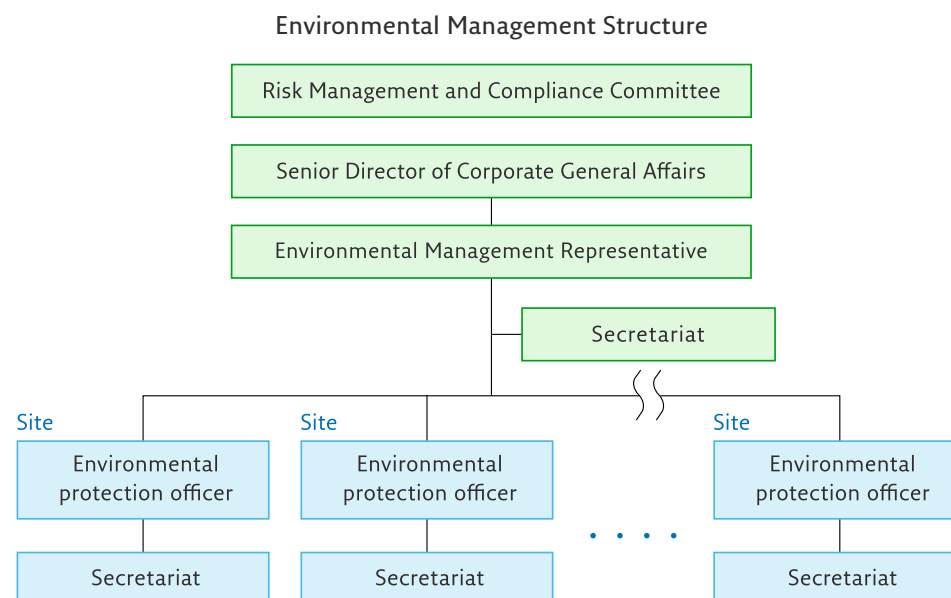 Environmental Management Structure
Risk Management and Compliance Committee
Senior Director of Corporate General Affairs
Environmental Management Representative
Secretariat
Site
Environmental
protection officer
Secretariat
Site
Environmental
protection officer
Secretariat
Site
Environmental
protection officer
Secretariat